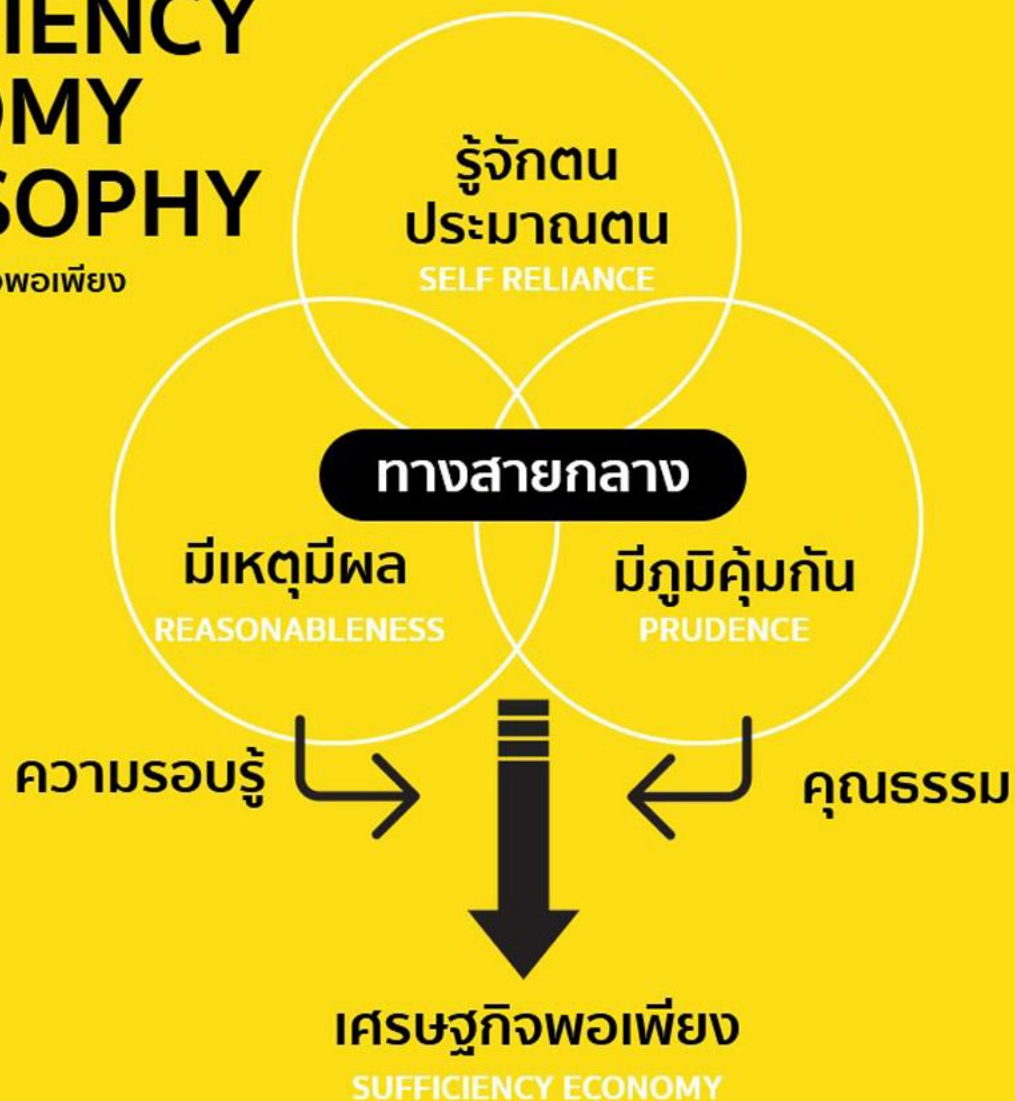 IENCY
OMY
SOPHY
พอเพียง
รู้จักตน
ประมาณตน
SELF RELIANCE
ทางสายกลาง
มีเหตุมีผล
REASONABLENESS
มีภูมิคุ้มกัน
PRUDENCE
ความรอบรู้
คุณธรรม
เศรษฐกิจพอเพียง
SUFFICIENCY ECONOMY